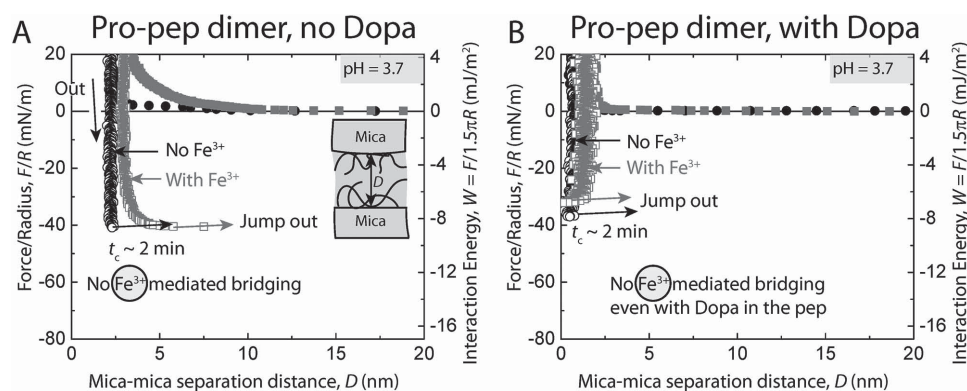 A Pro-pep dimer, no Dopa
20
0
-20
-40
-60
-80
Force/Radius, F/R (mN/m)
0
5
10
15
20
Mica-mica separation distance, D (nm)
4
0
-4
-8
-12
-16
Interaction Energy, W = F/1.5πR (mJ/m²)
pH = 3.7
Out
No Fe³⁺
With Fe³⁺
Jump out
tc ~ 2 min
No Fe³⁺ mediated bridging
Mica
D
Mica
B Pro-pep dimer, with Dopa
20
0
-20
-40
-60
-80
Force/Radius, F/R (mN/m)
0
5
10
15
20
Mica-mica separation distance, D (nm)
4
0
-4
-8
-12
-16
Interaction Energy, W = F/1.5πR (mJ/m²)
pH = 3.7
No Fe³⁺
With Fe³⁺
Jump out
tc ~ 2 min
No Fe³⁺ mediated bridging
even with Dopa in the pep